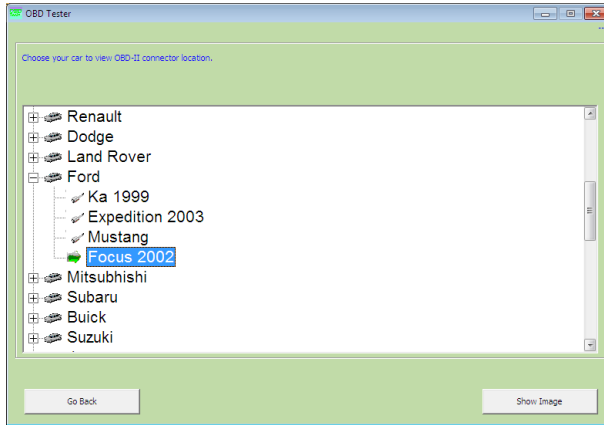 OBD Tester
Choose your car to view OBD-II connector location.
Renault
Dodge
Land Rover
Ford
Ka 1999
Expedition 2003
Mustang
Focus 2002
Mitsubhishi
Subaru
Buick
Suzuki
Go Back
Show Image